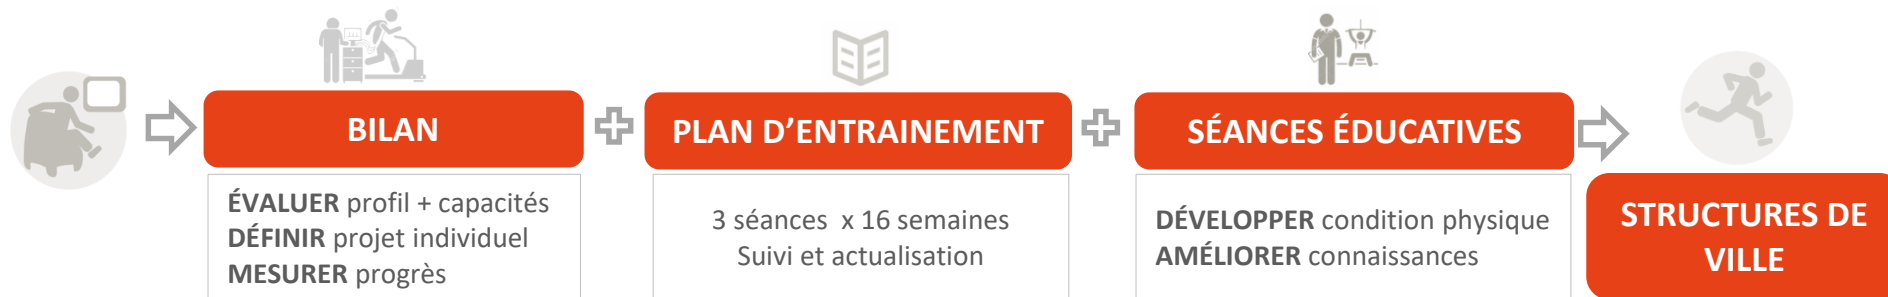 BILAN
ÉVALUER profil + capacités
DÉFINIR projet individuel
MESURER progrès
PLAN D’ENTRAINEMENT
3 séances x 16 semaines
Suivi et actualisation
SÉANCES ÉDUCATIVES
DÉVELOPPER condition physique
AMÉLIORER connaissances
STRUCTURES DE
VILLE